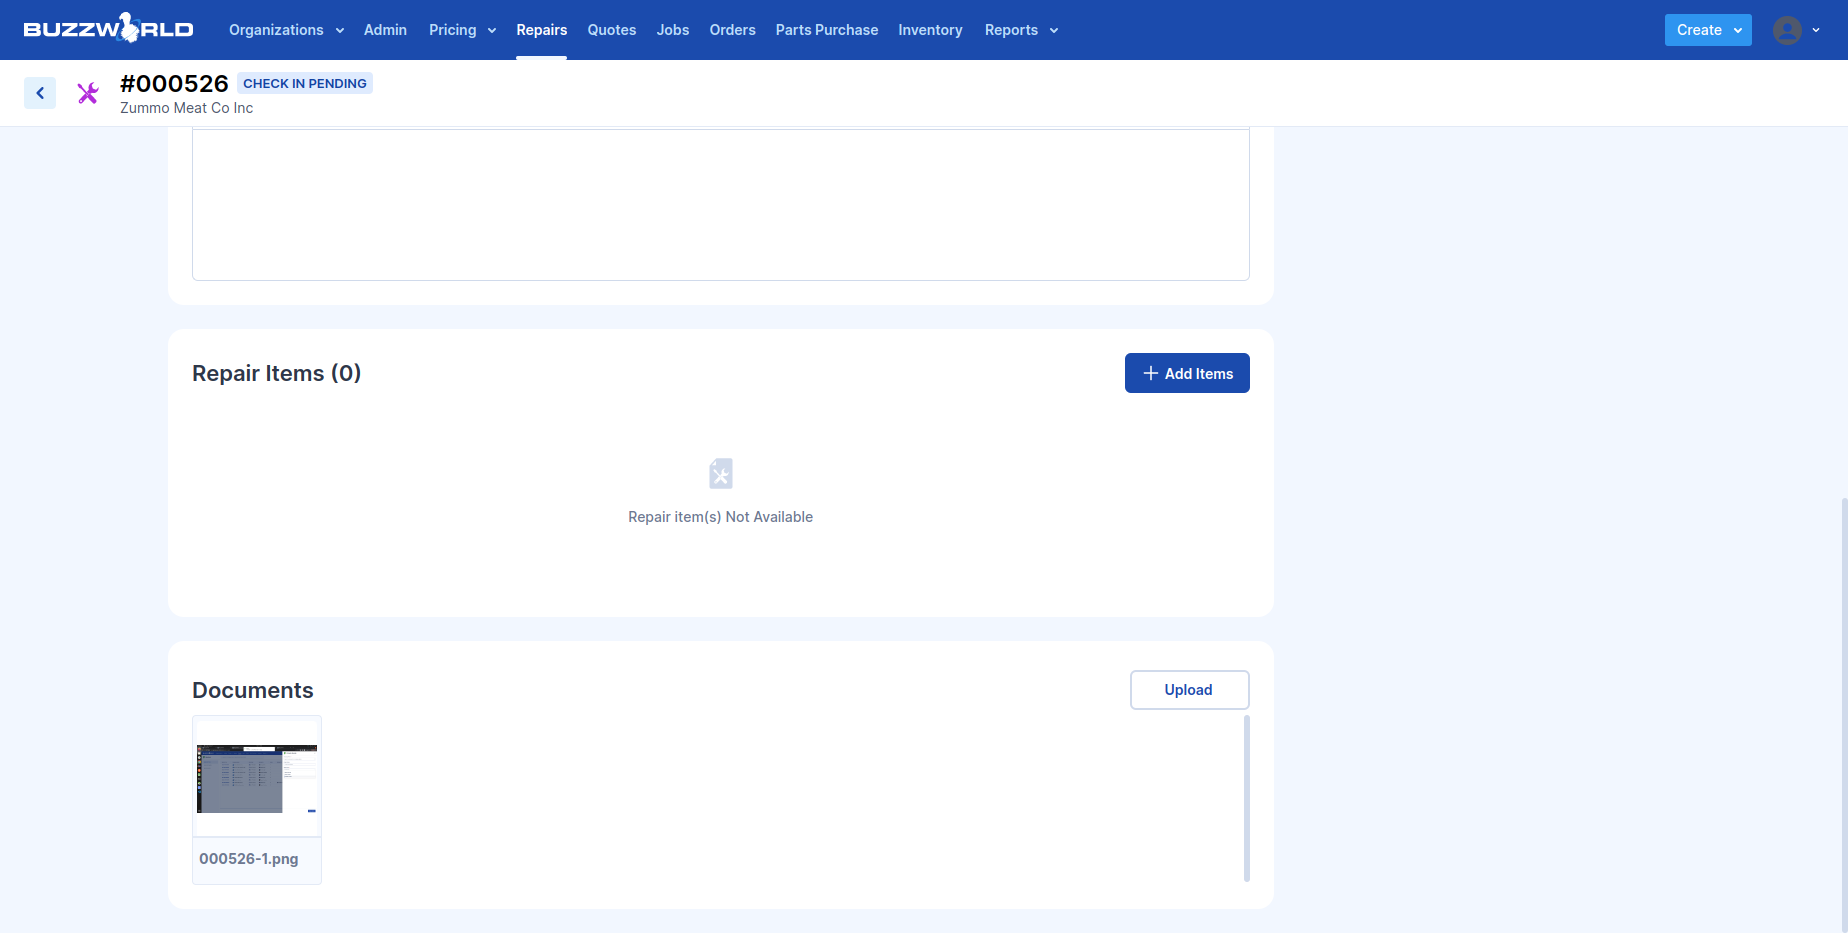 BUZZWORLD
Organizations Admin Pricing Repairs Quotes Jobs Orders Parts Purchase Inventory Reports Create
#000526 CHECK IN PENDING
Zummo Meat Co Inc
Repair Items (0)
Add Items
Repair item(s) Not Available
Documents
Upload
000526-1.png